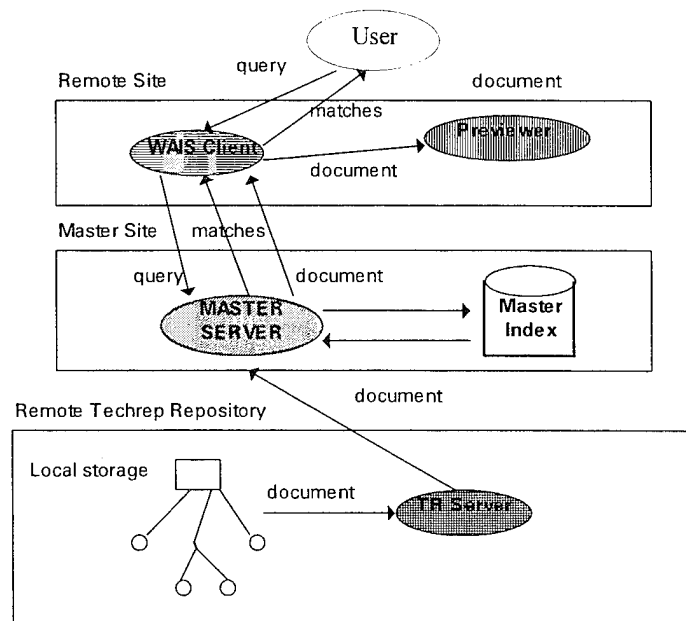 User
query
Remote Site
document
matches
WAIS Client
Previewer
document
Master Site
matches
query
document
MASTER
SERVER
Master
Index
document
Remote Techrep Repository
Local storage
document
TR Server